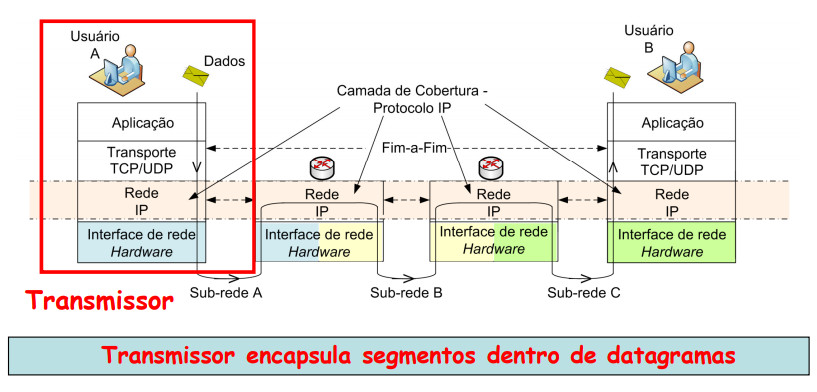 Usuário
A
Dados
Usuário
B
Camada de Cobertura -
Protocolo IP
Aplicação
Aplicação
Fim-a-Fim
Transporte
TCP/UDP
Transporte
TCP/UDP
Rede
IP
Rede
IP
Rede
IP
Rede
IP
Interface de rede
Hardware
Interface de rede
Hardware
Interface de rede
Hardware
Interface de rede
Hardware
Sub-rede A
Sub-rede B
Sub-rede C
Transmissor
Transmissor encapsula segmentos dentro de datagramas